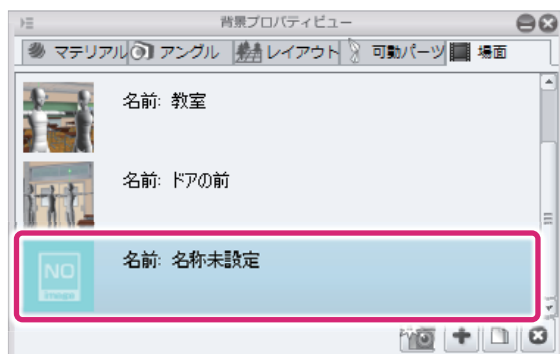 背景プロパティビュー
マテリアル アングル レイアウト 可動パーツ 場面
名前: 教室
名前: ドアの前
NO
image
名前: 名称未設定